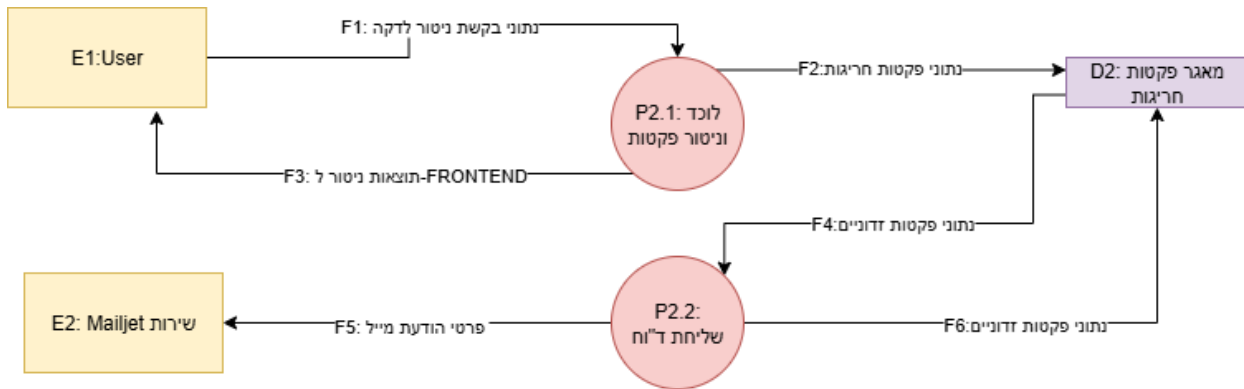 F1: נתוני בקשת ניטור לדקה
E1:User
P2.1: לוכד
וניטור פקטות
F2:נתוני פקטות חריגות
D2: מאגר פקטות
חריגות
F3: תוצאות ניטור ל-FRONTEND
F4:נתוני פקטות זדוניים
E2: Mailjet שירות
F5: פרטי הודעת מייל
P2.2:
שליחת ד"וח
F6:נתוני פקטות זדוניים